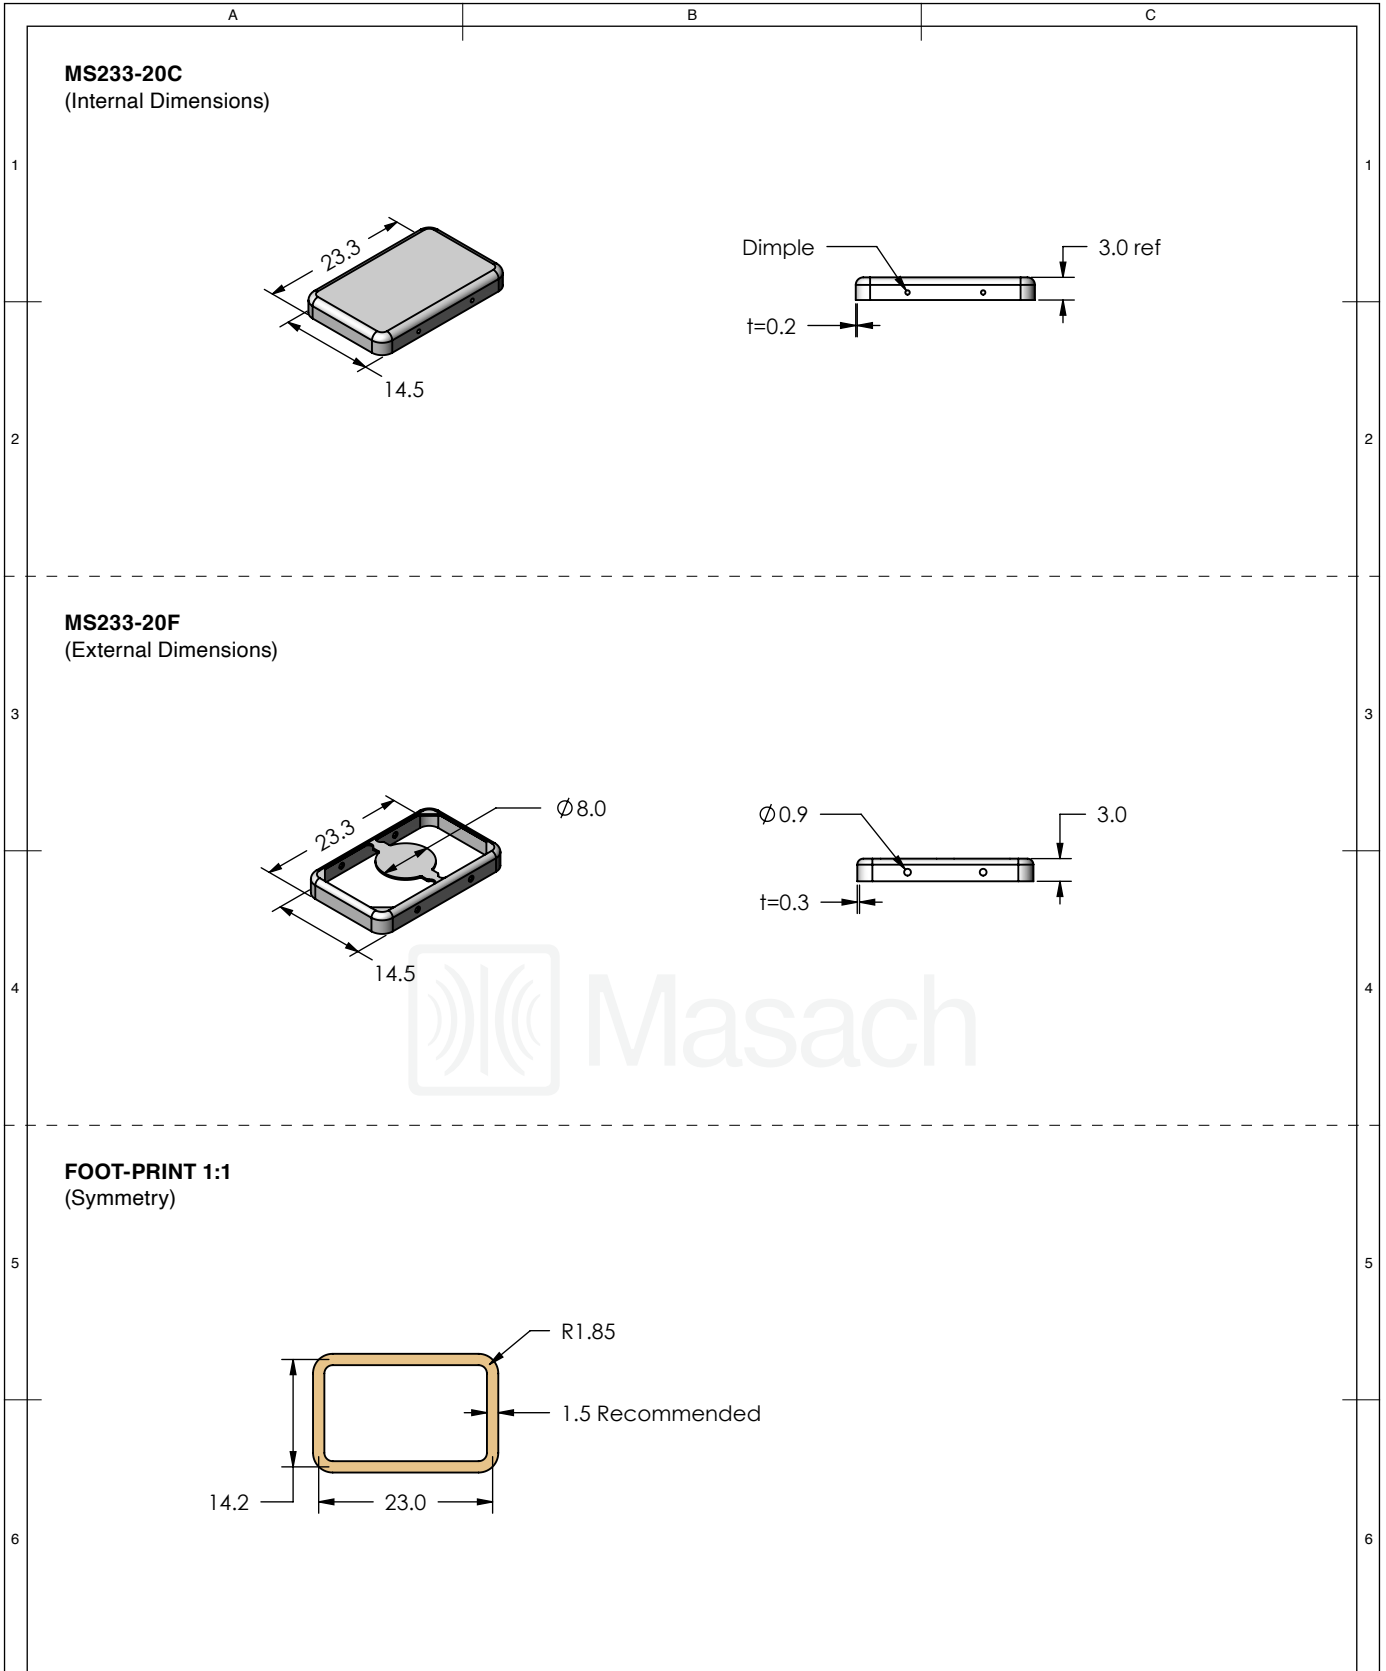 A B C
MS233-20C
(Internal Dimensions)
1 1
23.3
14.5
Dimple
3.0 ref
t=0.2
2 2
MS233-20F
(External Dimensions)
3 3
23.3
Ø8.0
14.5
Ø0.9
3.0
t=0.3
4 4
Masach
FOOT-PRINT 1:1
(Symmetry)
5 5
R1.85
1.5 Recommended
14.2
23.0
6 6